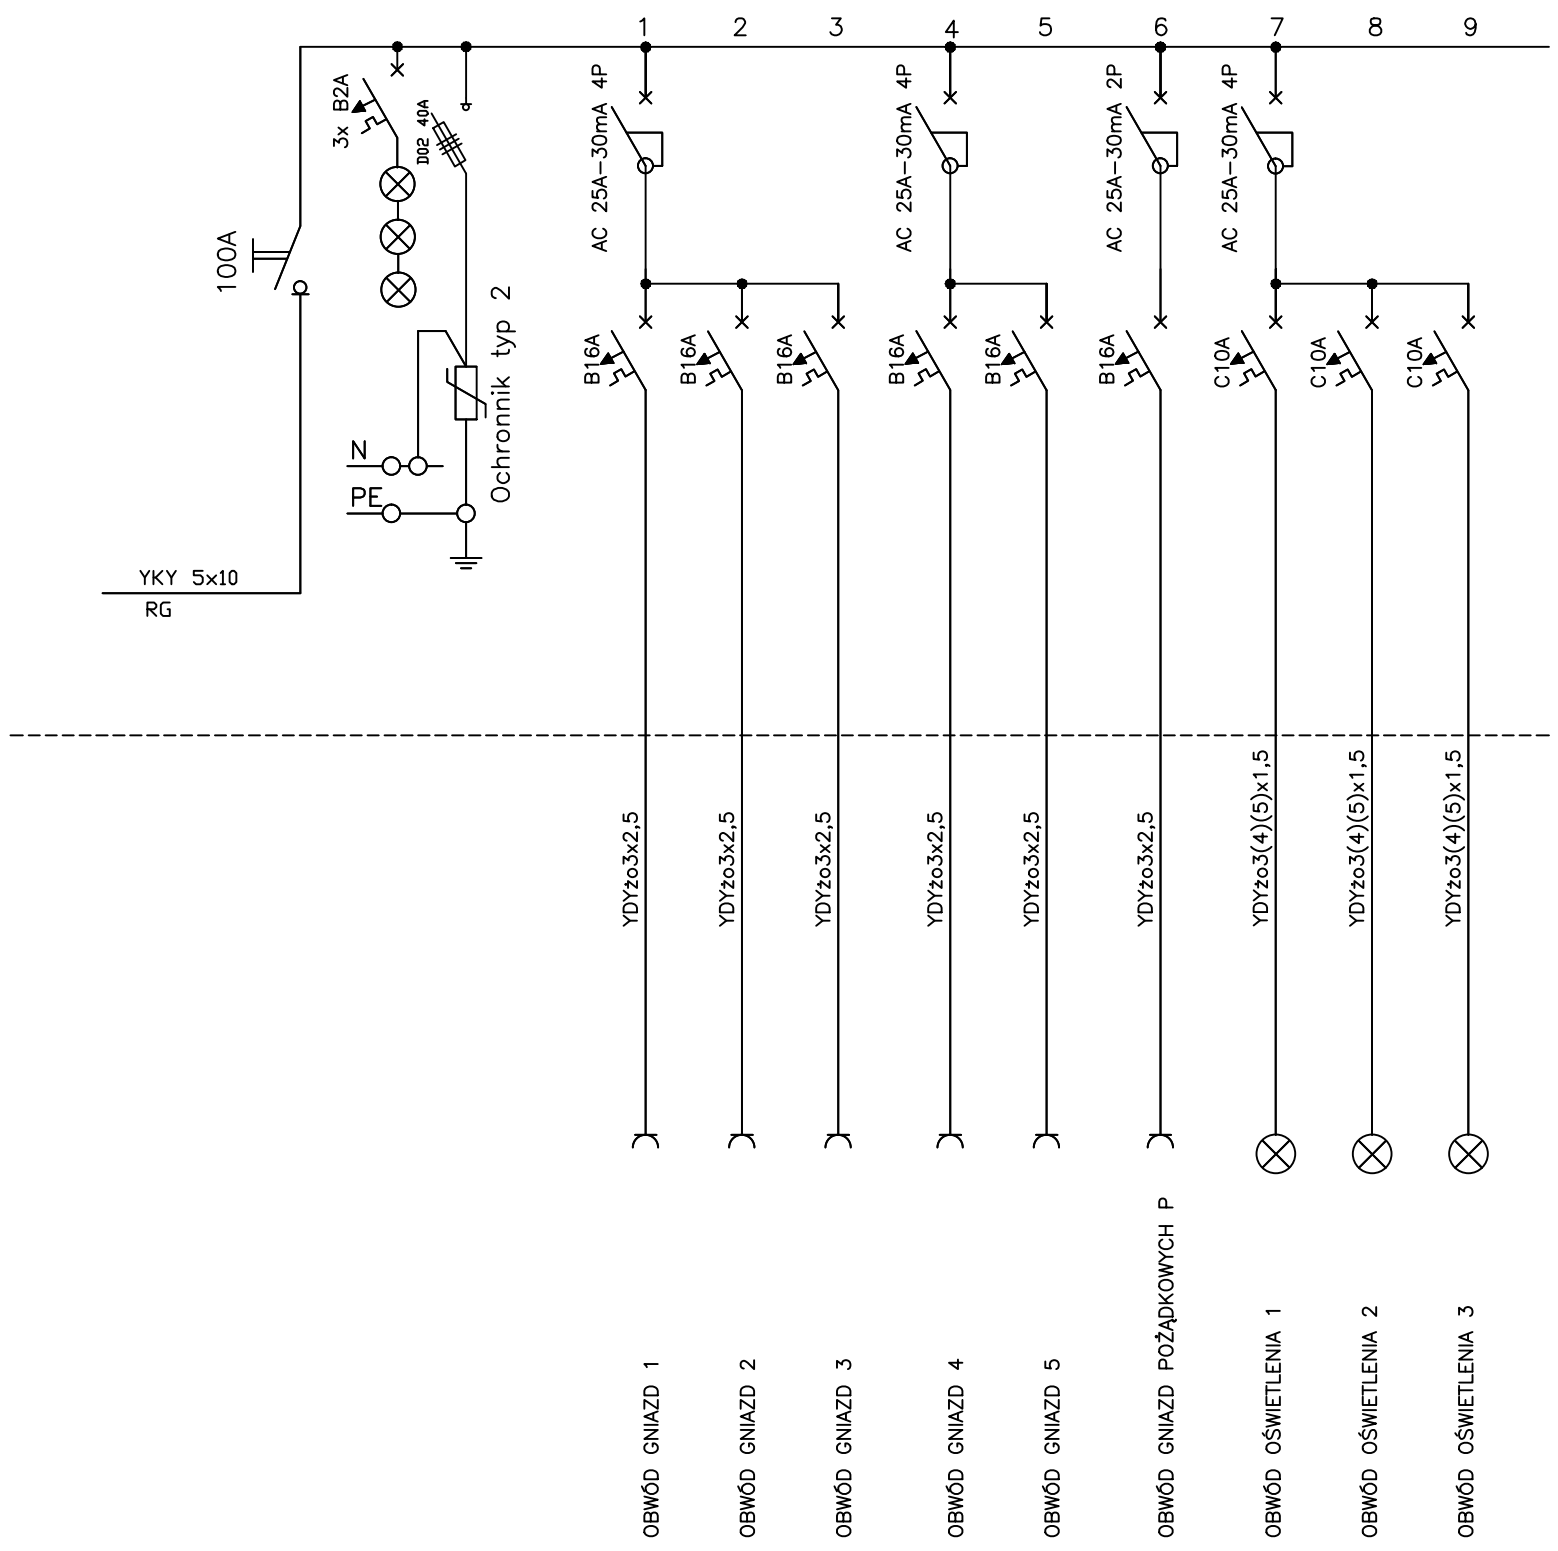 1 2 3 4 5 6 7 8 9
3x B2A
D02 40A
100A
AC 25A-30mA 4P
AC 25A-30mA 4P
AC 25A-30mA 2P
AC 25A-30mA 4P
Ochronnik typ 2
B16A
B16A
B16A
B16A
B16A
B16A
C10A
C10A
C10A
N
PE
YKY 5x10
RG
YDYżo3x2,5
YDYżo3x2,5
YDYżo3x2,5
YDYżo3x2,5
YDYżo3x2,5
YDYżo3x2,5
YDYżo3(4)(5)x1,5
YDYżo3(4)(5)x1,5
YDYżo3(4)(5)x1,5
OBWÓD GNIAZD 1
OBWÓD GNIAZD 2
OBWÓD GNIAZD 3
OBWÓD GNIAZD 4
OBWÓD GNIAZD 5
OBWÓD GNIAZD POŻĄDKOWYCH P
OBWÓD OŚWIETLENIA 1
OBWÓD OŚWIETLENIA 2
OBWÓD OŚWIETLENIA 3